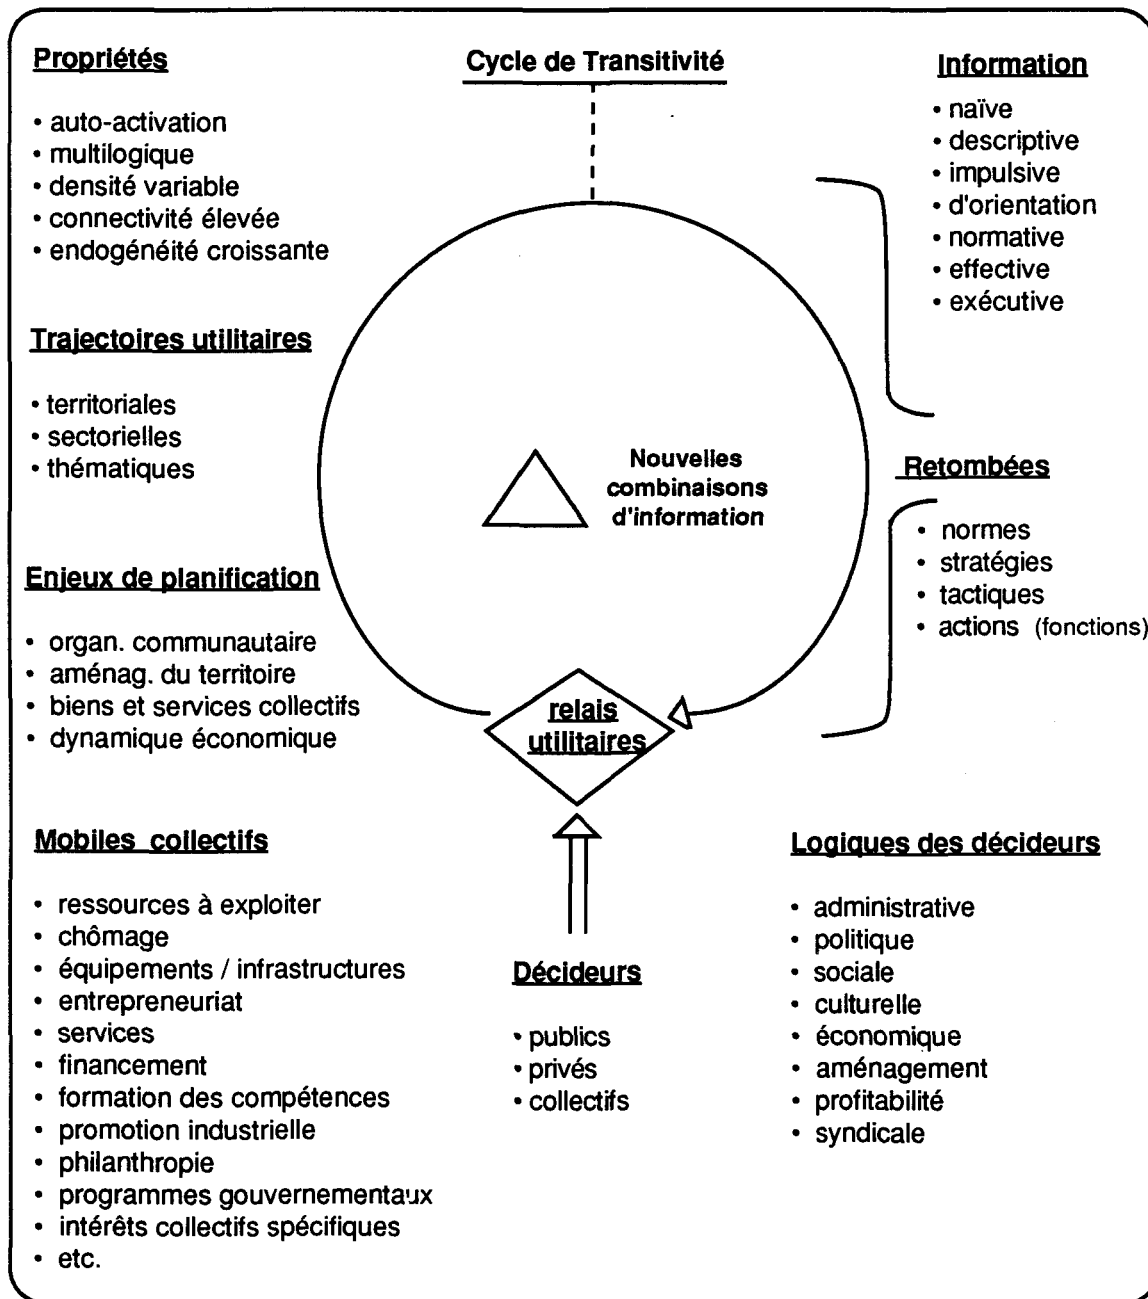 Propriétés
• auto-activation
• multilogique
• densité variable
• connectivité élevée
• endogénéité croissante
Trajectoires utilitaires
• territoriales
• sectorielles
• thématiques
Enjeux de planification
• organ. communautaire
• aménag. du territoire
• biens et services collectifs
• dynamique économique
Mobiles collectifs
• ressources à exploiter
• chômage
• équipements / infrastructures
• entrepreneuriat
• services
• financement
• formation des compétences
• promotion industrielle
• philanthropie
• programmes gouvernementaux
• intérêts collectifs spécifiques
• etc.
Cycle de Transitivité
Nouvelles
combinaisons
d'information
relais
utilitaires
Décideurs
• publics
• privés
• collectifs
Information
• naïve
• descriptive
• impulsive
• d'orientation
• normative
• effective
• exécutive
Retombées
• normes
• stratégies
• tactiques
• actions (fonctions)
Logiques des décideurs
• administrative
• politique
• sociale
• culturelle
• économique
• aménagement
• profitabilité
• syndicale